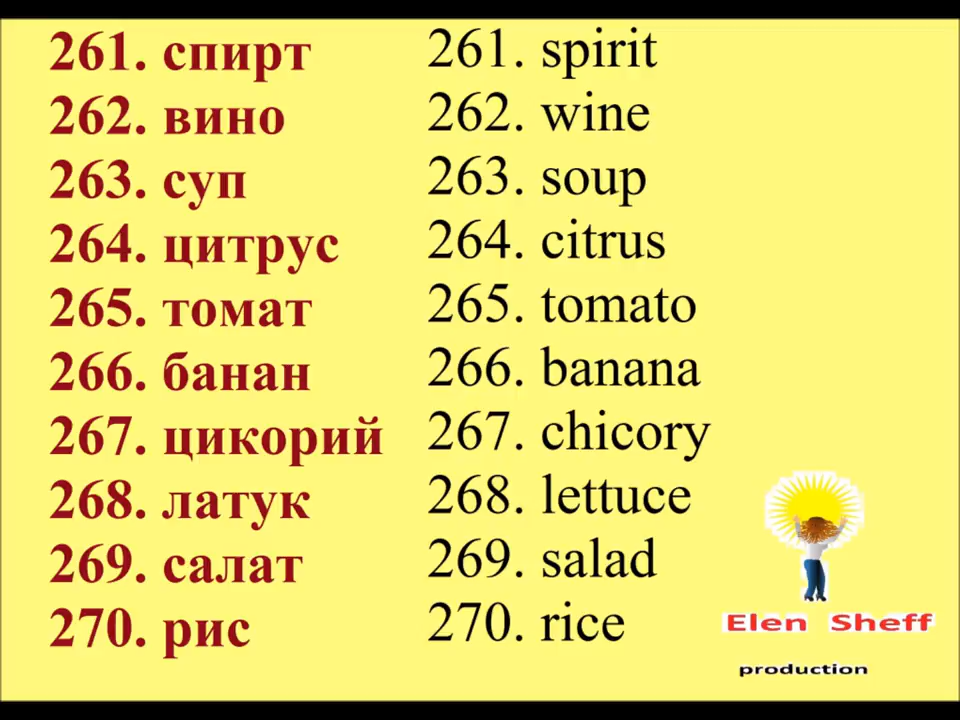 261. спирт
262. вино
263. суп
264. цитрус
265. томат
266. банан
267. цикорий
268. латук
269. салат
270. рис
261. spirit
262. wine
263. soup
264. citrus
265. tomato
266. banana
267. chicory
268. lettuce
269. salad
270. rice
Elen Sheff
production